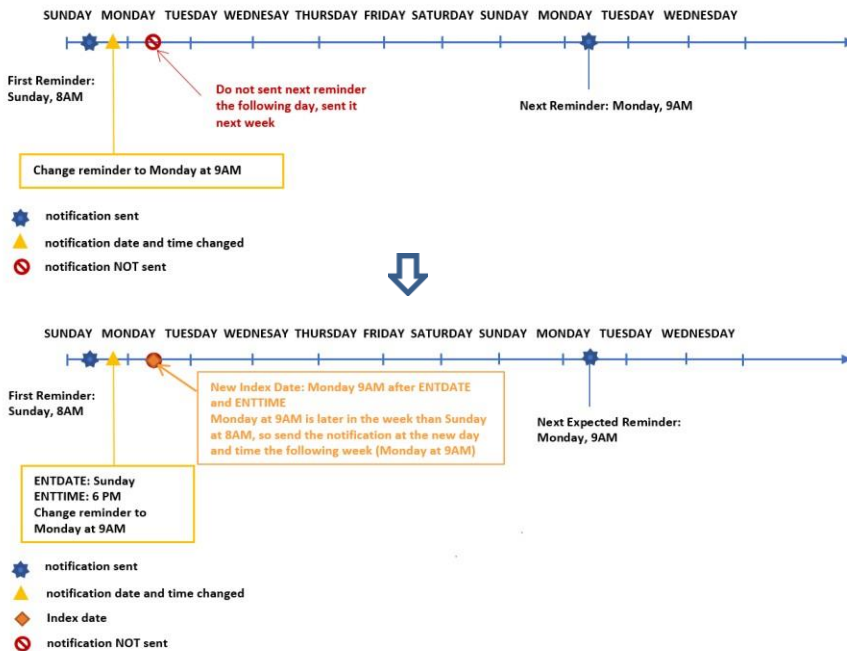 SUNDAY MONDAY TUESDAY WEDNESAY THURSDAY FRIDAY SATURDAY SUNDAY MONDAY TUESDAY WEDNESDAY
First Reminder:
Sunday, 8AM
Do not sent next reminder
the following day, sent it
next week
Next Reminder: Monday, 9AM
Change reminder to Monday at 9AM
notification sent
notification date and time changed
notification NOT sent
SUNDAY MONDAY TUESDAY WEDNESAY THURSDAY FRIDAY SATURDAY SUNDAY MONDAY TUESDAY WEDNESDAY
First Reminder:
Sunday, 8AM
New Index Date: Monday 9AM after ENTDATE
and ENTTIME
Monday at 9AM is later in the week than Sunday
at 8AM, so send the notification at the new day
and time the following week (Monday at 9AM)
Next Expected Reminder:
Monday, 9AM
ENTDATE: Sunday
ENTTIME: 6 PM
Change reminder to
Monday at 9AM
notification sent
notification date and time changed
Index date
notification NOT sent